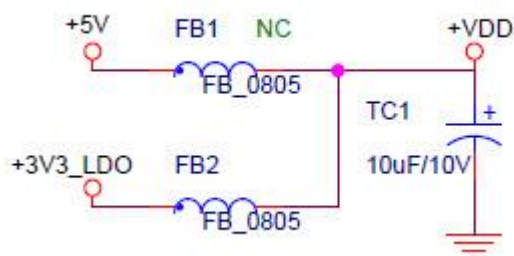 +5V
FB1
NC
+VDD
FB_0805
TC1
+
+3V3_LDO
FB2
10uF/10V
FB_0805